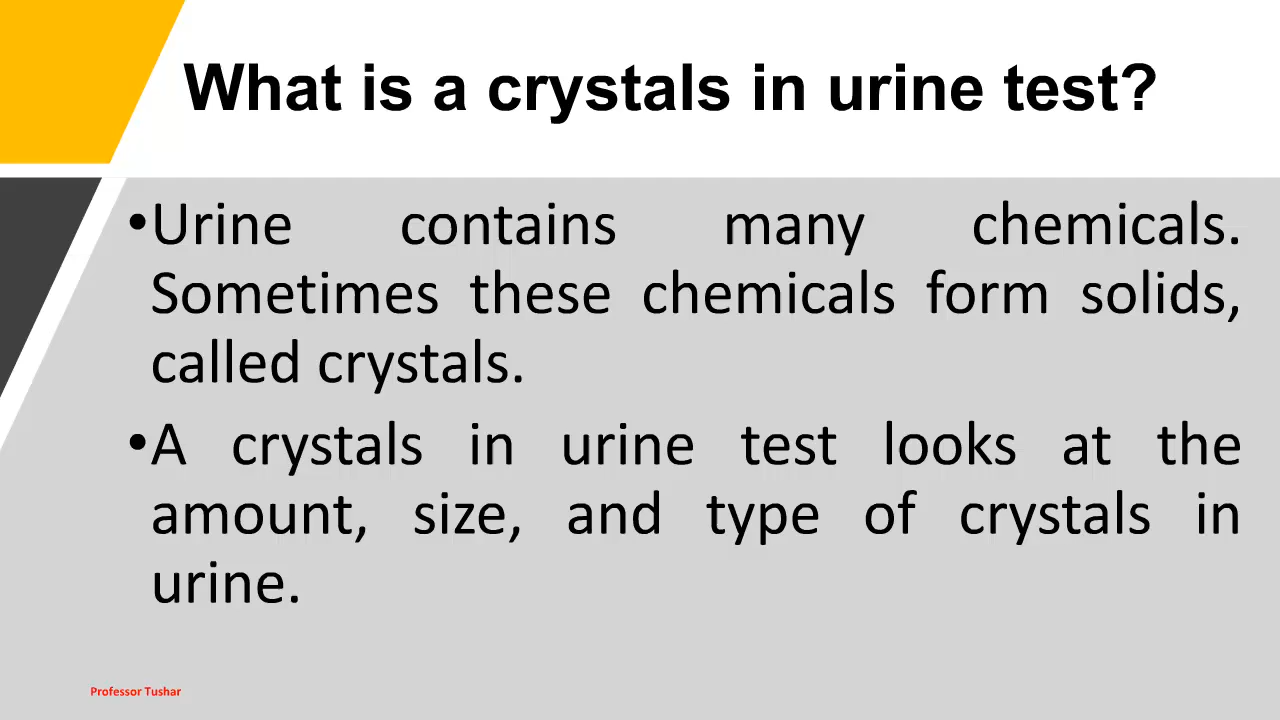 What is a crystals in urine test?
•Urine contains many chemicals.
Sometimes these chemicals form solids,
called crystals.
•A crystals in urine test looks at the
amount, size, and type of crystals in
urine.
Professor Tushar